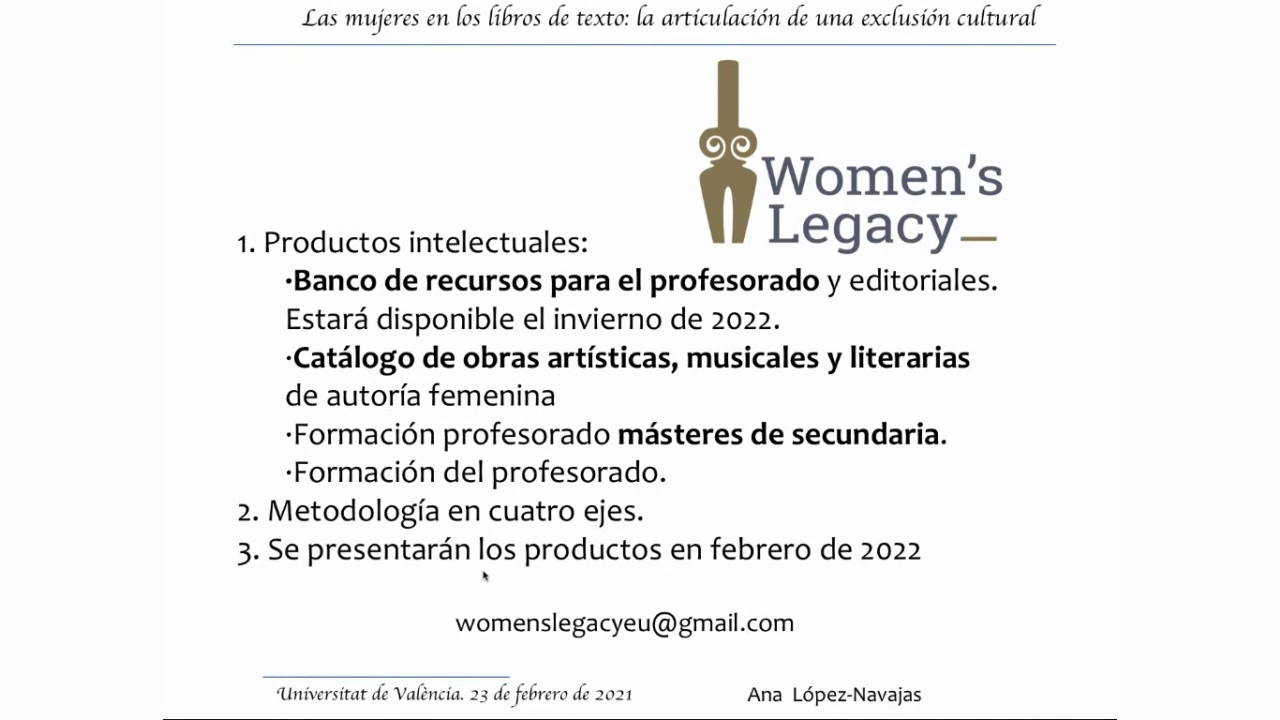 Las mujeres en los libros de texto: la articulación de una exclusión cultural
Women's
Legacy
1. Productos intelectuales:
·Banco de recursos para el profesorado y editoriales.
Estará disponible el invierno de 2022.
·Catálogo de obras artísticas, musicales y literarias
de autoría femenina
·Formación profesorado másteres de secundaria.
·Formación del profesorado.
2. Metodología en cuatro ejes.
3. Se presentarán los productos en febrero de 2022
womenslegacyeu@gmail.com
Universitat de València. 23 de febrero de 2021
Ana López-Navajas